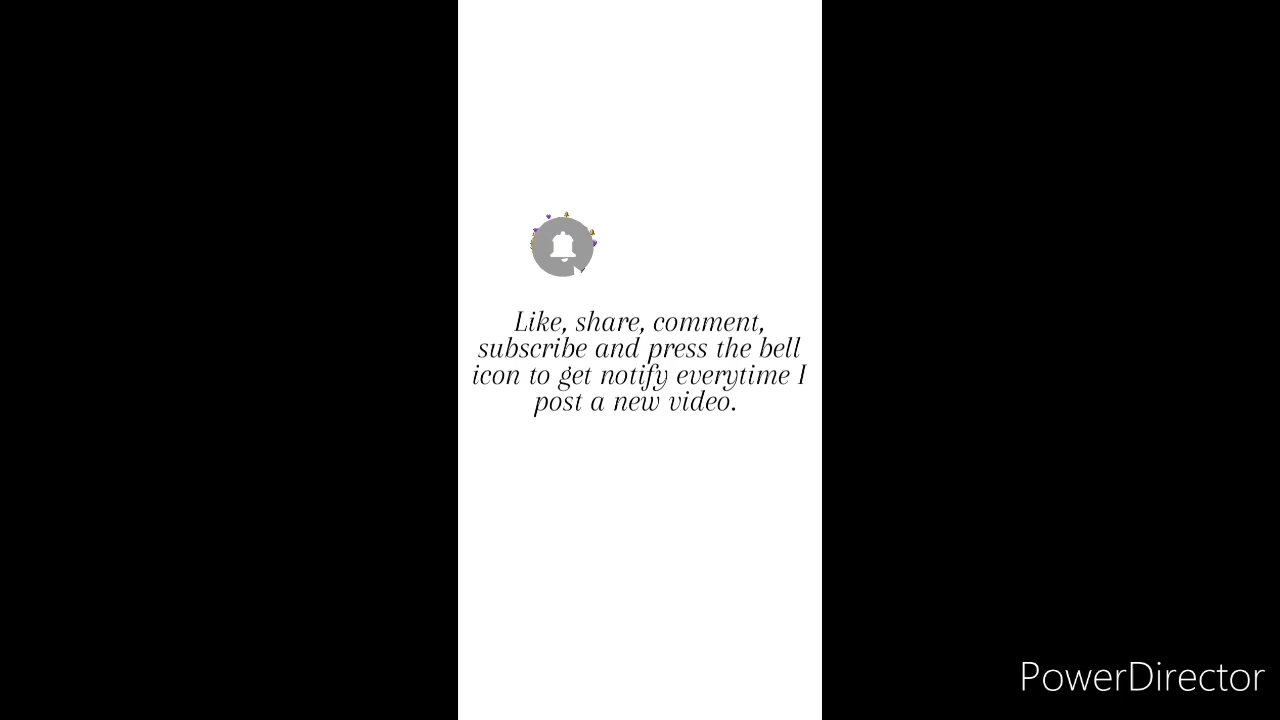 Like, share, comment,
subscribe and press the bell
icon to get notify everytime I
post a new video.
PowerDirector